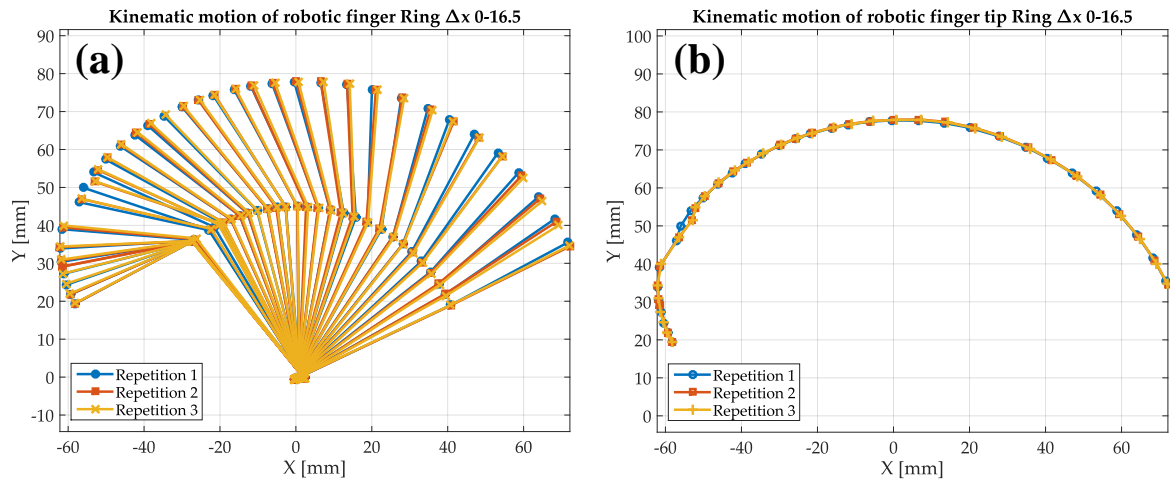 Kinematic motion of robotic finger Ring Δx 0-16.5
(a)
90
80
70
60
50
40
30
20
10
0
-10
Y [mm]
-60 -40 -20 0 20 40 60
X [mm]
Repetition 1
Repetition 2
Repetition 3
Kinematic motion of robotic finger tip Ring Δx 0-16.5
(b)
100
90
80
70
60
50
40
30
20
10
0
Y [mm]
-60 -40 -20 0 20 40 60
X [mm]
Repetition 1
Repetition 2
Repetition 3